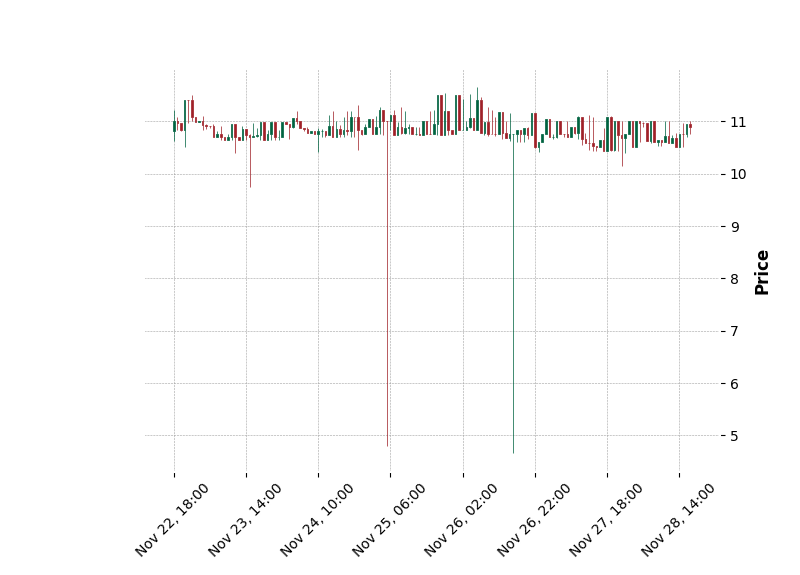 11
10
9
8
7
6
5
Price
Nov 22, 18:00
Nov 23, 14:00
Nov 24, 10:00
Nov 25, 06:00
Nov 26, 02:00
Nov 26, 22:00
Nov 27, 18:00
Nov 28, 14:00